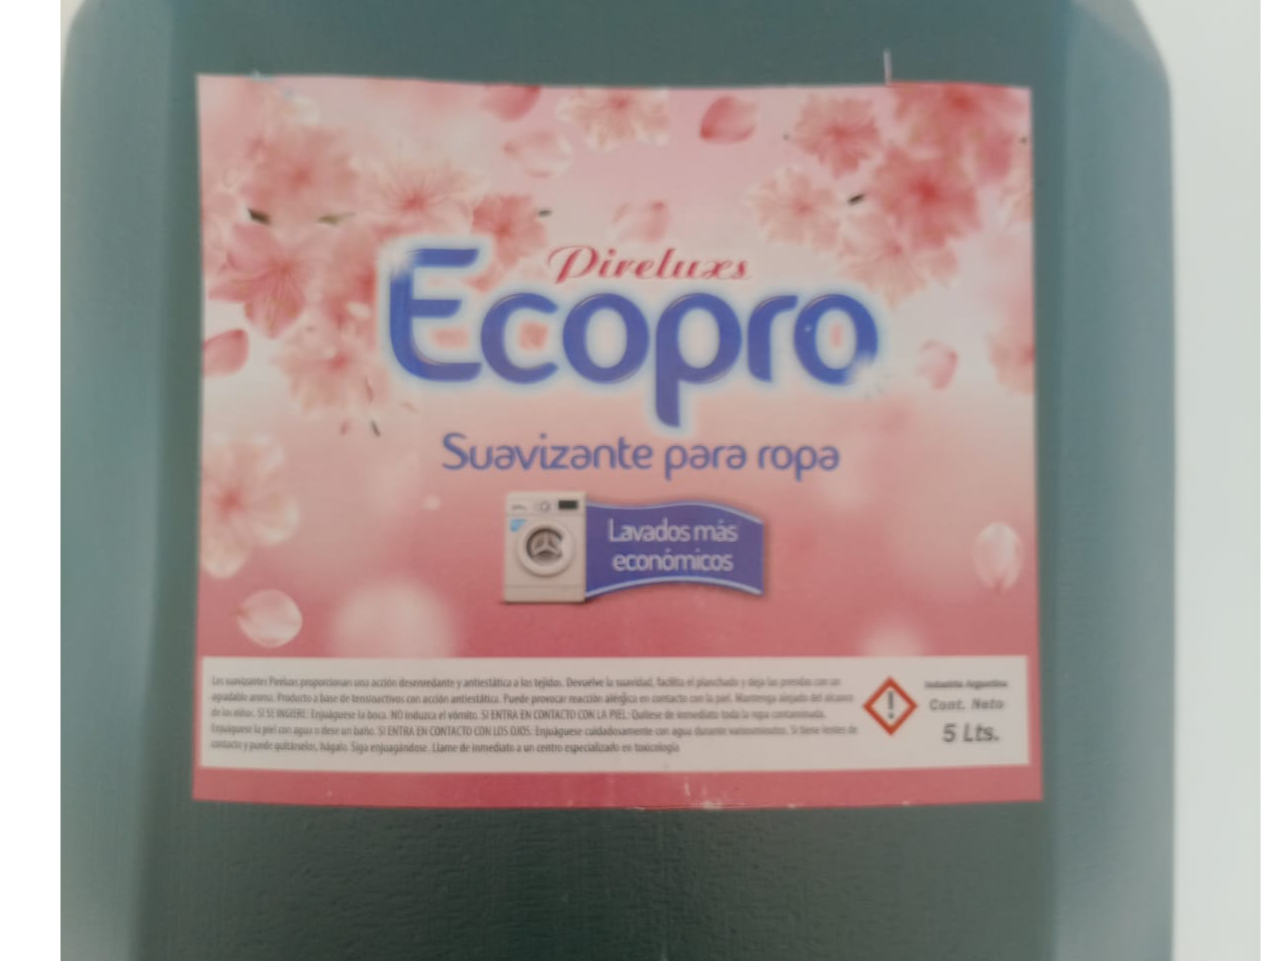 Pireluxs
Ecopro
Suavizante para ropa
Lavados más
económicos
Los suavizantes Pireluxs proporcionan una acción desenredante y antiestática a los tejidos. Devuelve la suavidad, facilita el planchado y deja las prendas con un
agradable aroma. Producto a base de tensioactivos con acción antiestática. Puede provocar reacción alérgica en contacto con la piel. Mantenga alejado del alcance
de los niños. SI SE INGIERE: Enjuáguese la boca. NO induzca el vómito. SI ENTRA EN CONTACTO CON LA PIEL: Quítese de inmediato toda la ropa contaminada.
Enjuáguese la piel con agua o dese un baño. SI ENTRA EN CONTACTO CON LOS OJOS: Enjuáguese cuidadosamente con agua durante variosminutos. Si tiene lentes de
contacto y puede quitárselos, hágalo. Siga enjuagándose. Llame de inmediato a un centro especializado en toxicología
Industria Argentina
Cont. Neto
5 Lts.